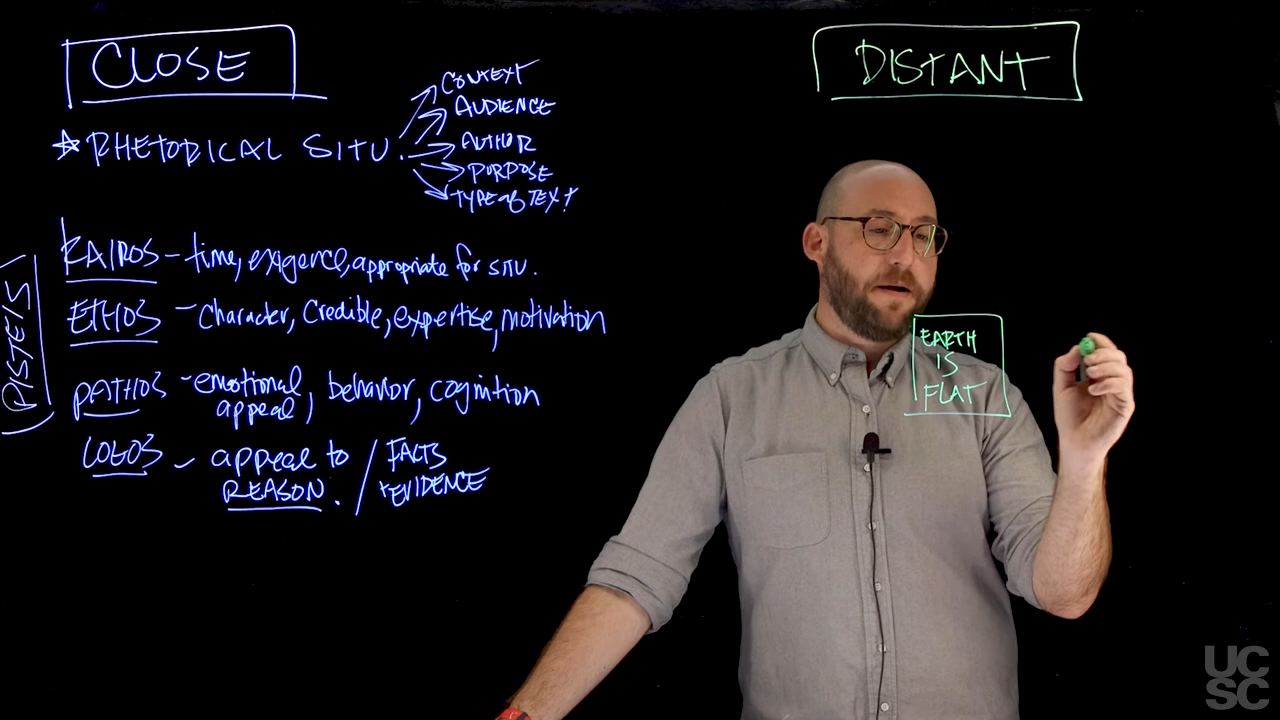 CLOSE
☆ RHETORICAL SITU.
CONTEXT
AUDIENCE
AUTHOR
PURPOSE
TYPE of TEXT
PISTEIS
KAIROS – time, exigence, appropriate for situ.
ETHOS – character, credible, expertise, motivation
PATHOS – emotional appeal, behavior, cognition
LOGOS – appeal to REASON. / FACTS + EVIDENCE
DISTANT
EARTH
IS
FLAT
UC
SC